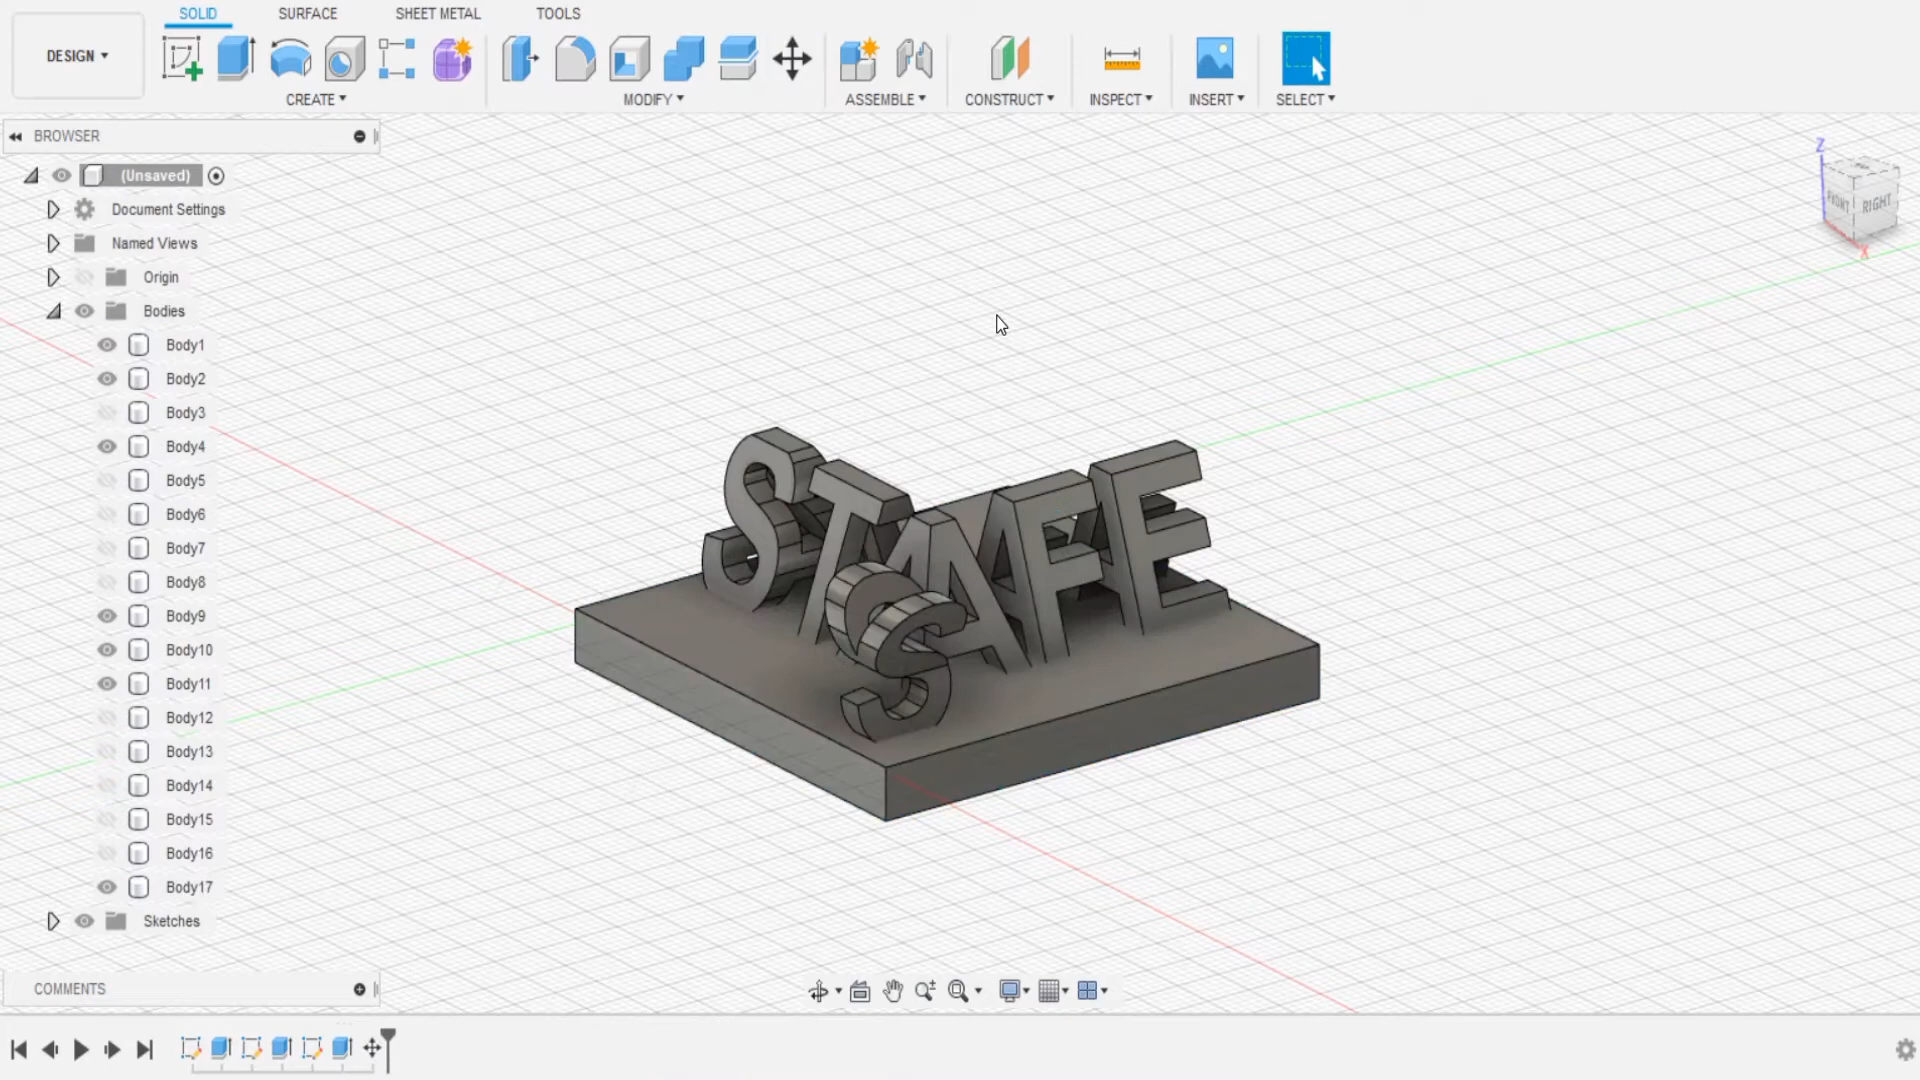 SOLID SURFACE SHEET METAL TOOLS
DESIGN
CREATE MODIFY ASSEMBLE CONSTRUCT INSPECT INSERT SELECT
BROWSER
(Unsaved)
Document Settings
Named Views
Origin
Bodies
Body1
Body2
Body3
Body4
Body5
Body6
Body7
Body8
Body9
Body10
Body11
Body12
Body13
Body14
Body15
Body16
Body17
Sketches
COMMENTS
Z
FRONT RIGHT
X